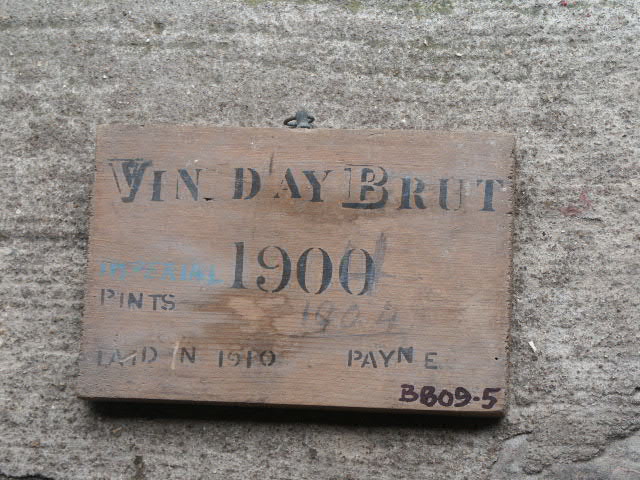 VIN D'AY BRUT
IMPERIAL 1900
PINTS
1904
LAID IN 1910 PAYNE
BB09-5